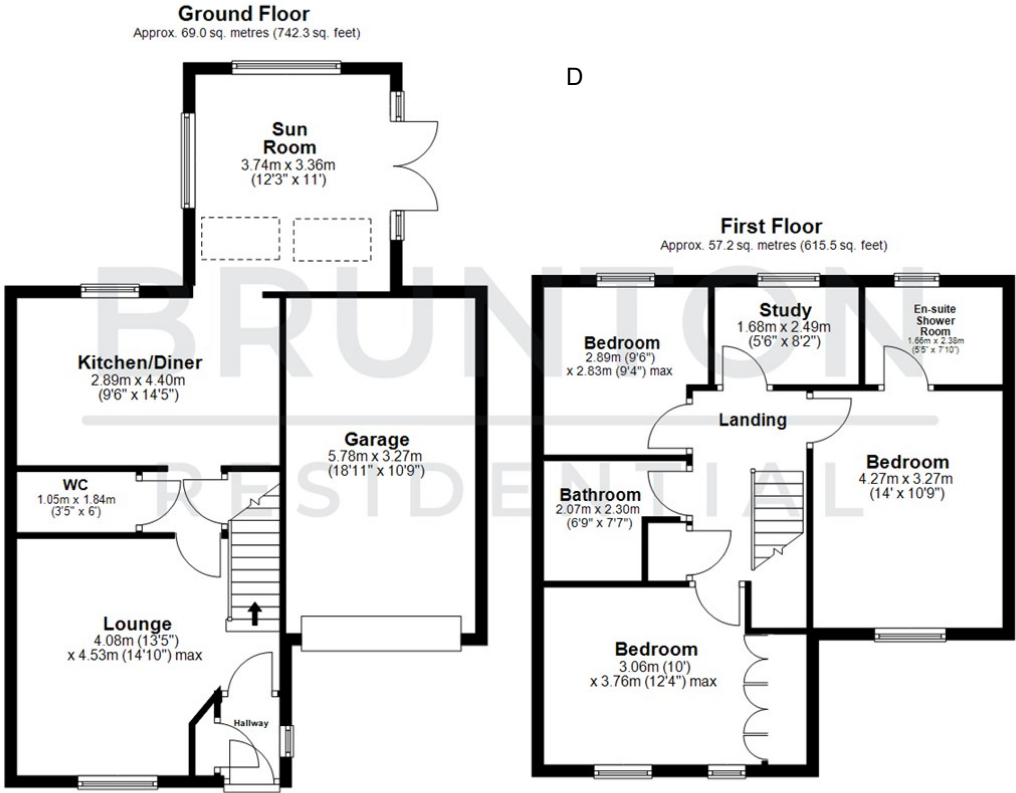 Ground Floor
Approx. 69.0 sq. metres (742.3 sq. feet)
D
Sun
Room
3.74m x 3.36m
(12'3" x 11')
First Floor
Approx. 57.2 sq. metres (615.5 sq. feet)
BRUNTON
RESIDENTIAL
Kitchen/Diner
2.89m x 4.40m
(9'6" x 14'5")
Garage
5.78m x 3.27m
(18'11" x 10'9")
WC
1.05m x 1.84m
(3'5" x 6')
Lounge
4.08m (13'5")
x 4.53m (14'10") max
Hallway
Bedroom
2.89m (9'6")
x 2.83m (9'4") max
Study
1.68m x 2.49m
(5'6" x 8'2")
En-suite
Shower
Room
1.66m x 2.38m
(5'5" x 7'10")
Landing
Bedroom
4.27m x 3.27m
(14' x 10'9")
Bathroom
2.07m x 2.30m
(6'9" x 7'7")
Bedroom
3.06m (10')
x 3.76m (12'4") max